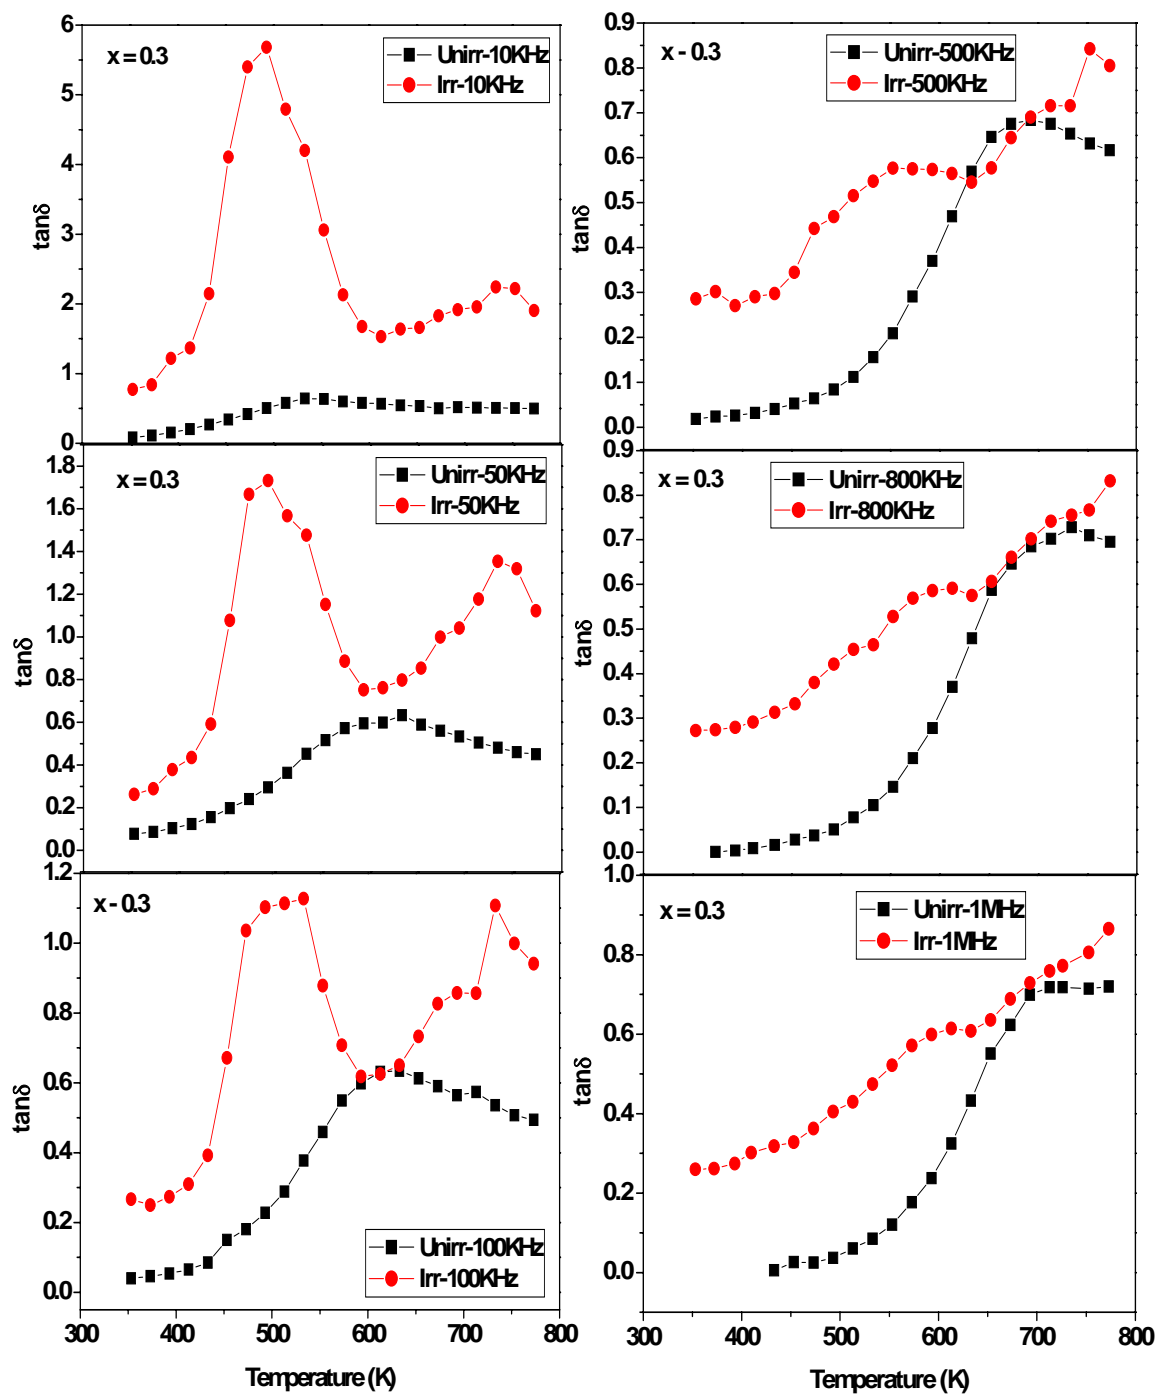 x = 0.3
Unirr-10KHz
Irr-10KHz
6
5
4
3
2
1
0
tanδ
x = 0.3
Unirr-50KHz
Irr-50KHz
1.8
1.6
1.4
1.2
1.0
0.8
0.6
0.4
0.2
0.0
tanδ
x - 0.3
Unirr-100KHz
Irr-100KHz
1.2
1.0
0.8
0.6
0.4
0.2
0.0
tanδ
300 400 500 600 700 800
Temperature (K)
x - 0.3
Unirr-500KHz
Irr-500KHz
0.9
0.8
0.7
0.6
0.5
0.4
0.3
0.2
0.1
0.0
tanδ
x = 0.3
Unirr-800KHz
Irr-800KHz
0.9
0.8
0.7
0.6
0.5
0.4
0.3
0.2
0.1
0.0
tanδ
x = 0.3
Unirr-1MHz
Irr-1MHz
1.0
0.8
0.6
0.4
0.2
0.0
tanδ
300 400 500 600 700 800
Temperature (K)